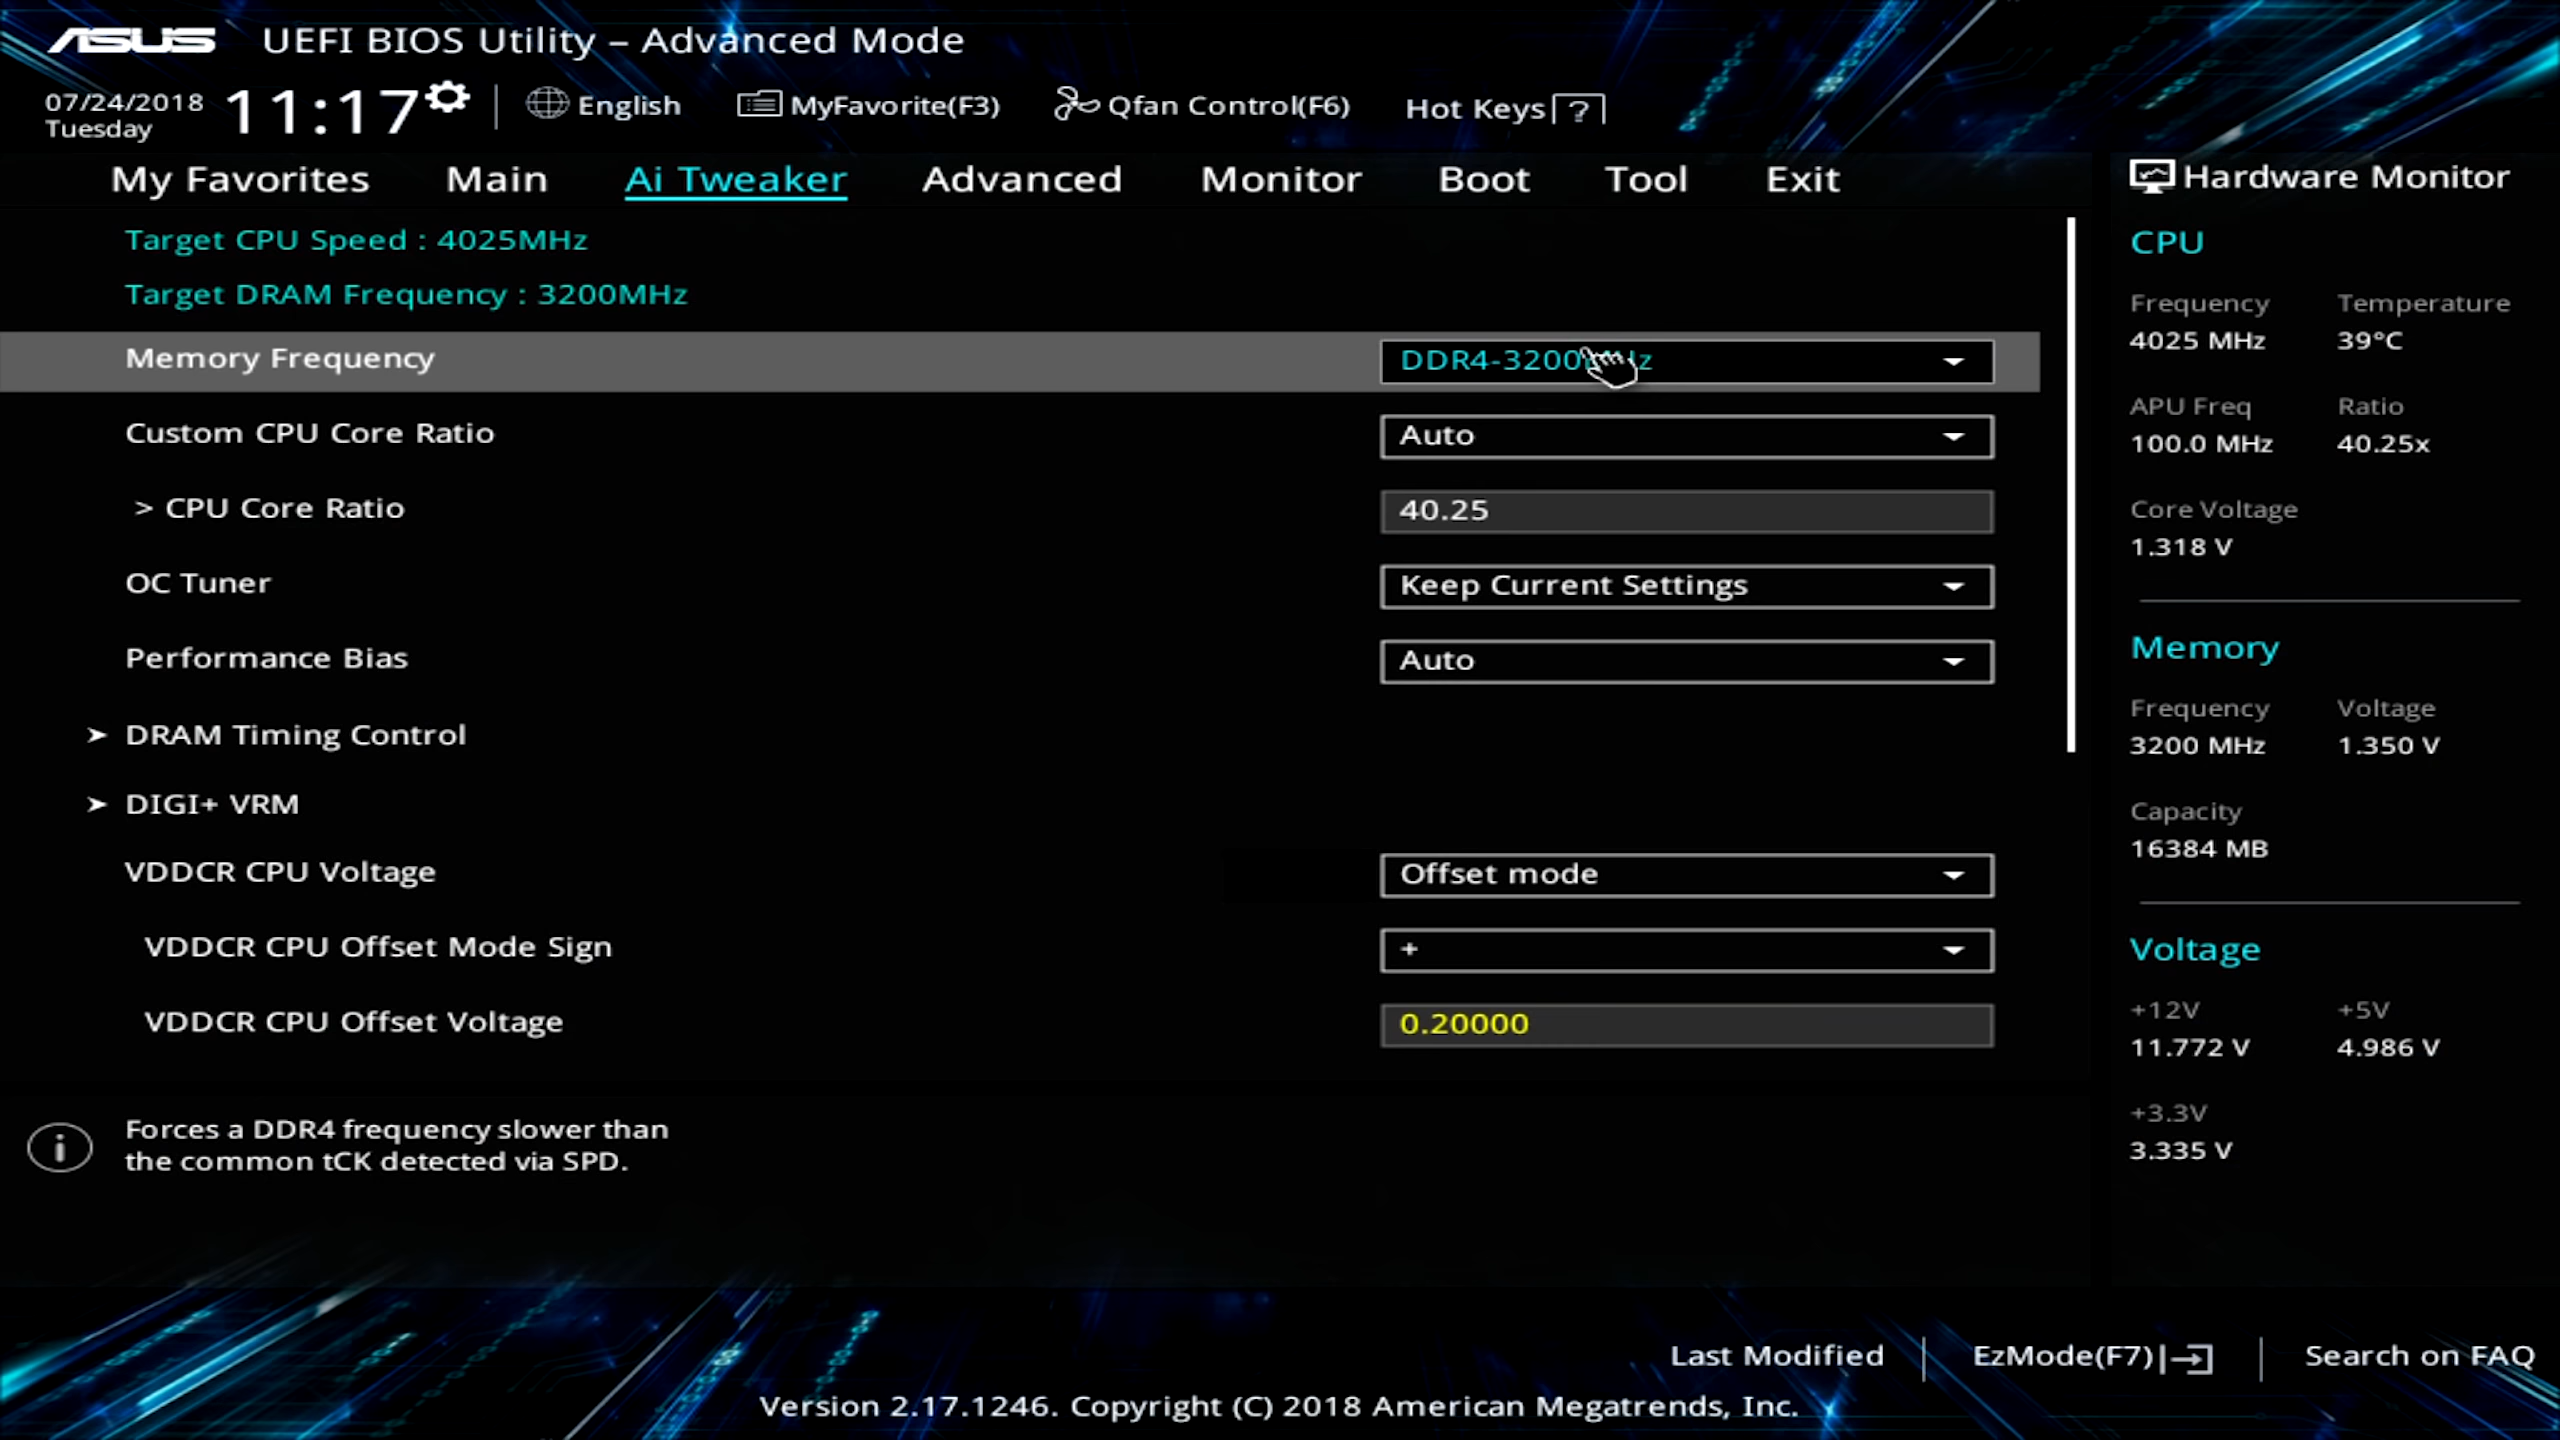 ASUS UEFI BIOS Utility – Advanced Mode
07/24/2018
Tuesday
11:17
English
MyFavorite(F3)
Qfan Control(F6)
Hot Keys ?
My Favorites Main Ai Tweaker Advanced Monitor Boot Tool Exit
Target CPU Speed : 4025MHz
Target DRAM Frequency : 3200MHz
Memory Frequency DDR4-3200
Custom CPU Core Ratio Auto
> CPU Core Ratio 40.25
OC Tuner Keep Current Settings
Performance Bias Auto
DRAM Timing Control
DIGI+ VRM
VDDCR CPU Voltage Offset mode
VDDCR CPU Offset Mode Sign +
VDDCR CPU Offset Voltage 0.20000
Forces a DDR4 frequency slower than
the common tCK detected via SPD.
Hardware Monitor
CPU
Frequency Temperature
4025 MHz 39°C
APU Freq Ratio
100.0 MHz 40.25x
Core Voltage
1.318 V
Memory
Frequency Voltage
3200 MHz 1.350 V
Capacity
16384 MB
Voltage
+12V +5V
11.772 V 4.986 V
+3.3V
3.335 V
Last Modified
EzMode(F7)
Search on FAQ
Version 2.17.1246. Copyright (C) 2018 American Megatrends, Inc.